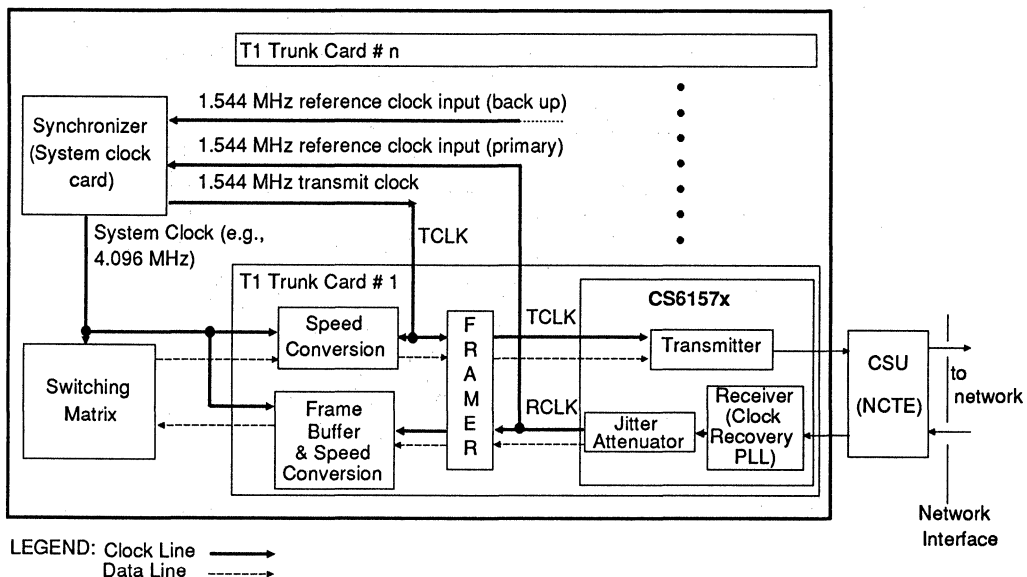 T1 Trunk Card # n
1.544 MHz reference clock input (back up)
Synchronizer
(System clock
card)
1.544 MHz reference clock input (primary)
1.544 MHz transmit clock
System Clock (e.g.,
4.096 MHz)
TCLK
T1 Trunk Card # 1
CS6157x
Speed
Conversion
F
R
A
M
E
R
TCLK
Transmitter
CSU
(NCTE)
to
network
Switching
Matrix
Frame
Buffer
& Speed
Conversion
RCLK
Jitter
Attenuator
Receiver
(Clock
Recovery
PLL)
Network
Interface
LEGEND: Clock Line
Data Line